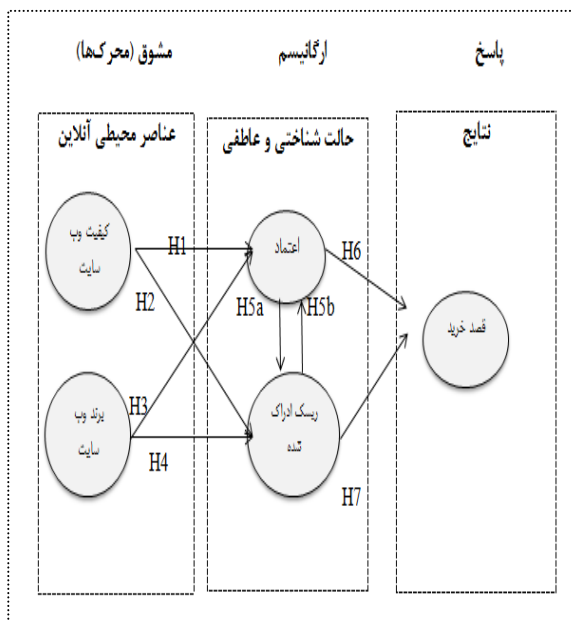 مشوق (محرک‌ها)
ارگانیسم
پاسخ
عناصر محیطی آنلاین
حالت شناختی و عاطفی
نتایج
کیفیت وب
سایت
H1
اعتماد
H6
H2
H5a
H5b
قصد خرید
برند وب
سایت
H3
H4
ریسک ادراک
شده
H7